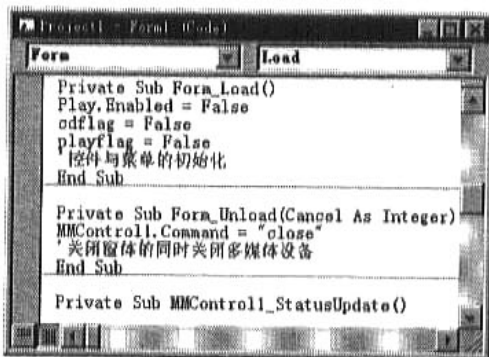 Project1 - Form1 (Code)
Form
Load
Private Sub Form_Load()
Play.Enabled = False
cdflag = False
playflag = False
'控件与菜单的初始化
End Sub
Private Sub Form_Unload(Cancel As Integer)
MMControl1.Command = "close"
'关闭窗体的同时关闭多媒体设备
End Sub
Private Sub MMControl1_StatusUpdate()